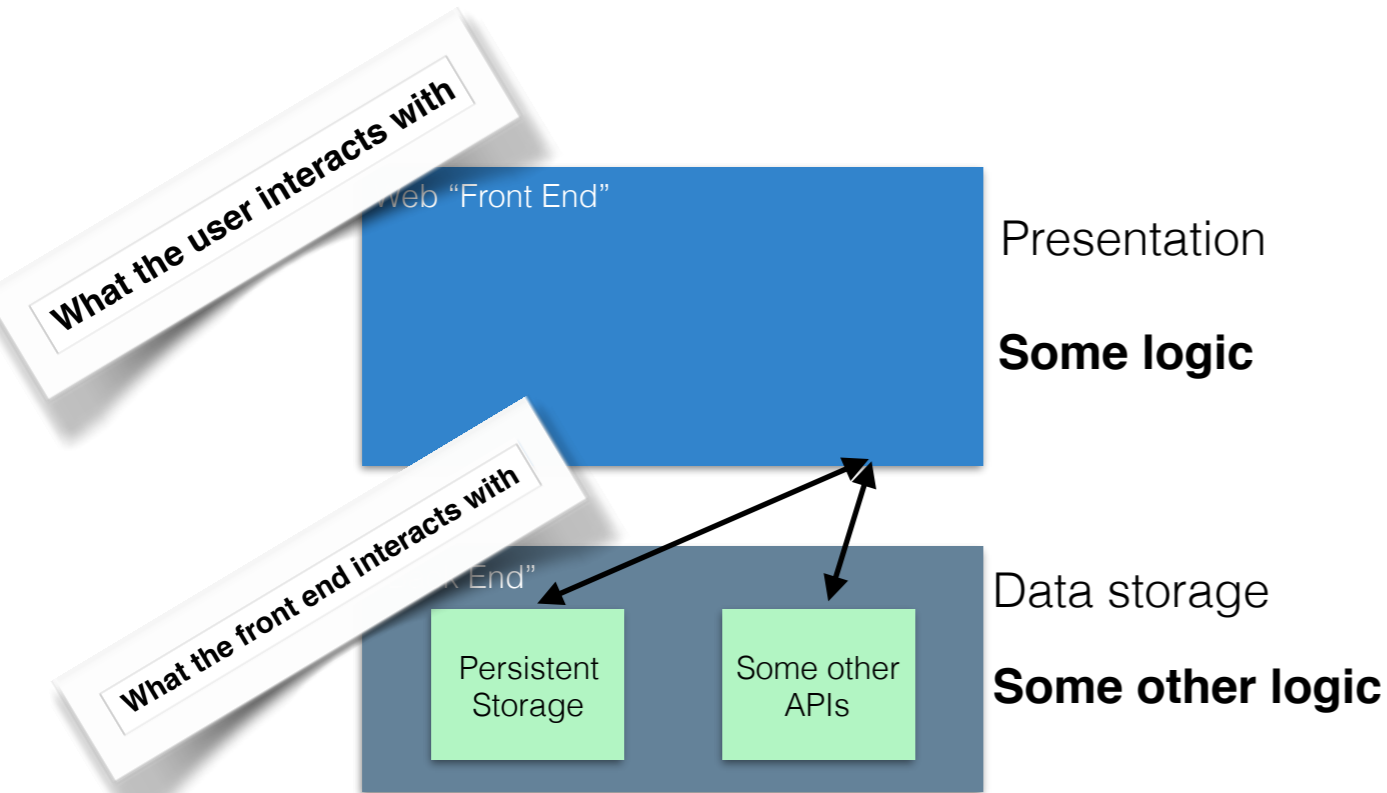 What the user interacts with
Web “Front End”
Presentation
Some logic
What the front end interacts with
End”
Data storage
Persistent
Storage
Some other
APIs
Some other logic